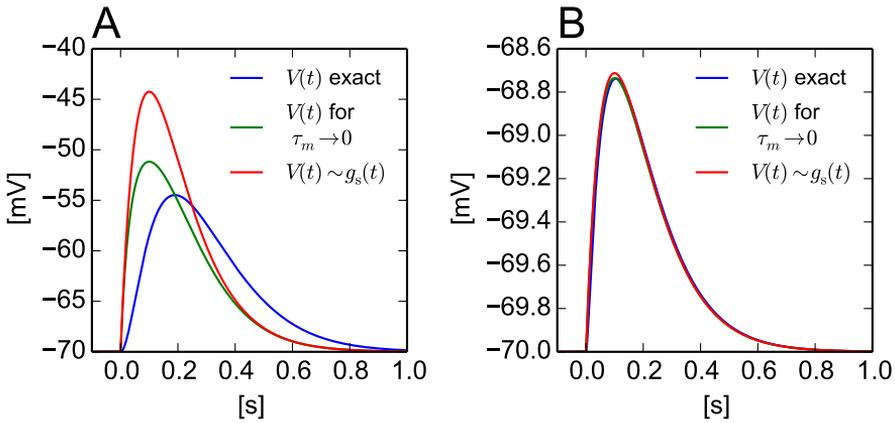 A
−40
−45
−50
−55
−60
−65
−70
[mV]
0.0 0.2 0.4 0.6 0.8 1.0
[s]
V(t) exact
V(t) for
τm→0
V(t) ∼gs(t)
B
−68.6
−68.8
−69.0
−69.2
−69.4
−69.6
−69.8
−70.0
[mV]
0.0 0.2 0.4 0.6 0.8 1.0
[s]
V(t) exact
V(t) for
τm→0
V(t) ∼gs(t)